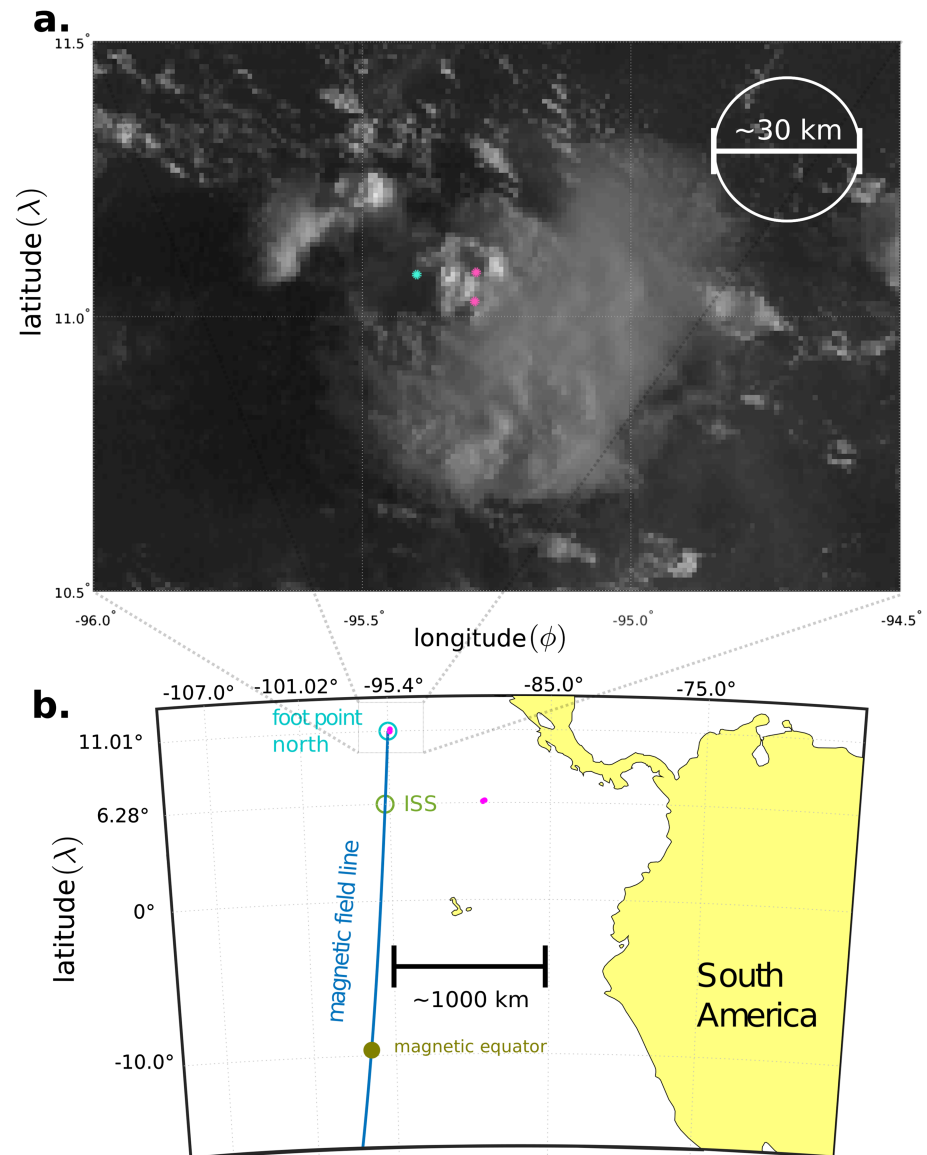 a.
11.5°
~30 km
latitude (λ)
11.0°
10.5°
-96.0° -95.5° -95.0° -94.5°
longitude (ϕ)
b.
-107.0° -101.02° -95.4° -85.0° -75.0°
foot point
north
11.01°
ISS
6.28°
latitude (λ)
magnetic field line
0°
~1000 km
South
America
magnetic equator
-10.0°